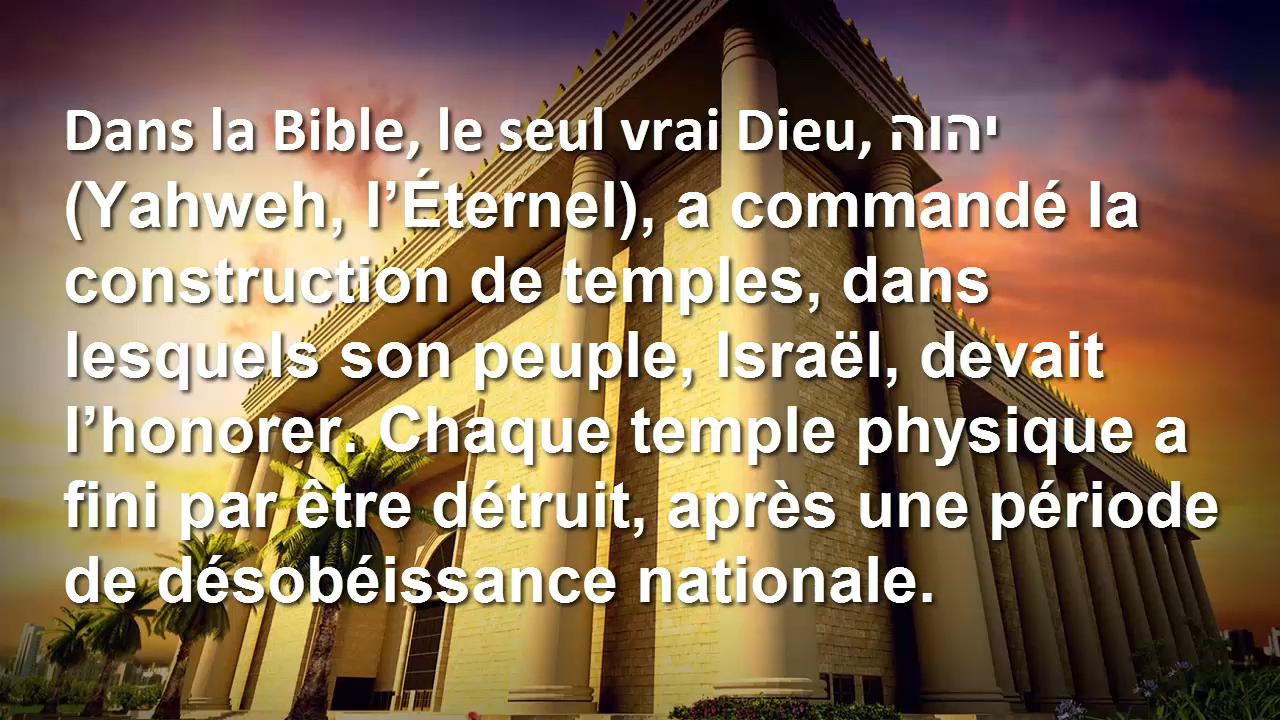 Dans la Bible, le seul vrai Dieu, יהוה
(Yahweh, l’Éternel), a commandé la
construction de temples, dans
lesquels son peuple, Israël, devait
l’honorer. Chaque temple physique a
fini par être détruit, après une période
de désobéissance nationale.